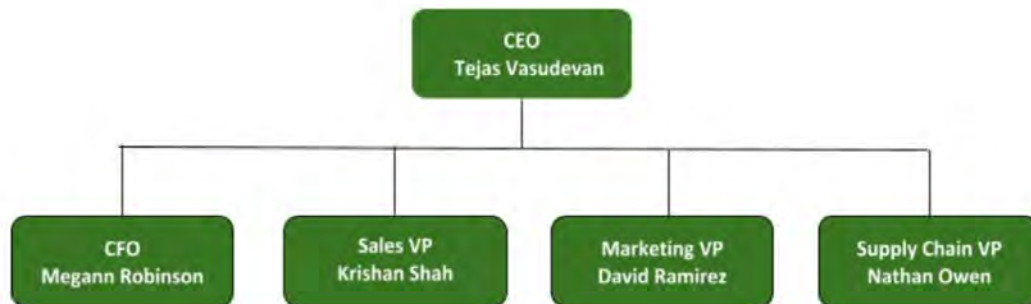 CEO
Tejas Vasudevan
CFO
Megann Robinson
Sales VP
Krishan Shah
Marketing VP
David Ramirez
Supply Chain VP
Nathan Owen